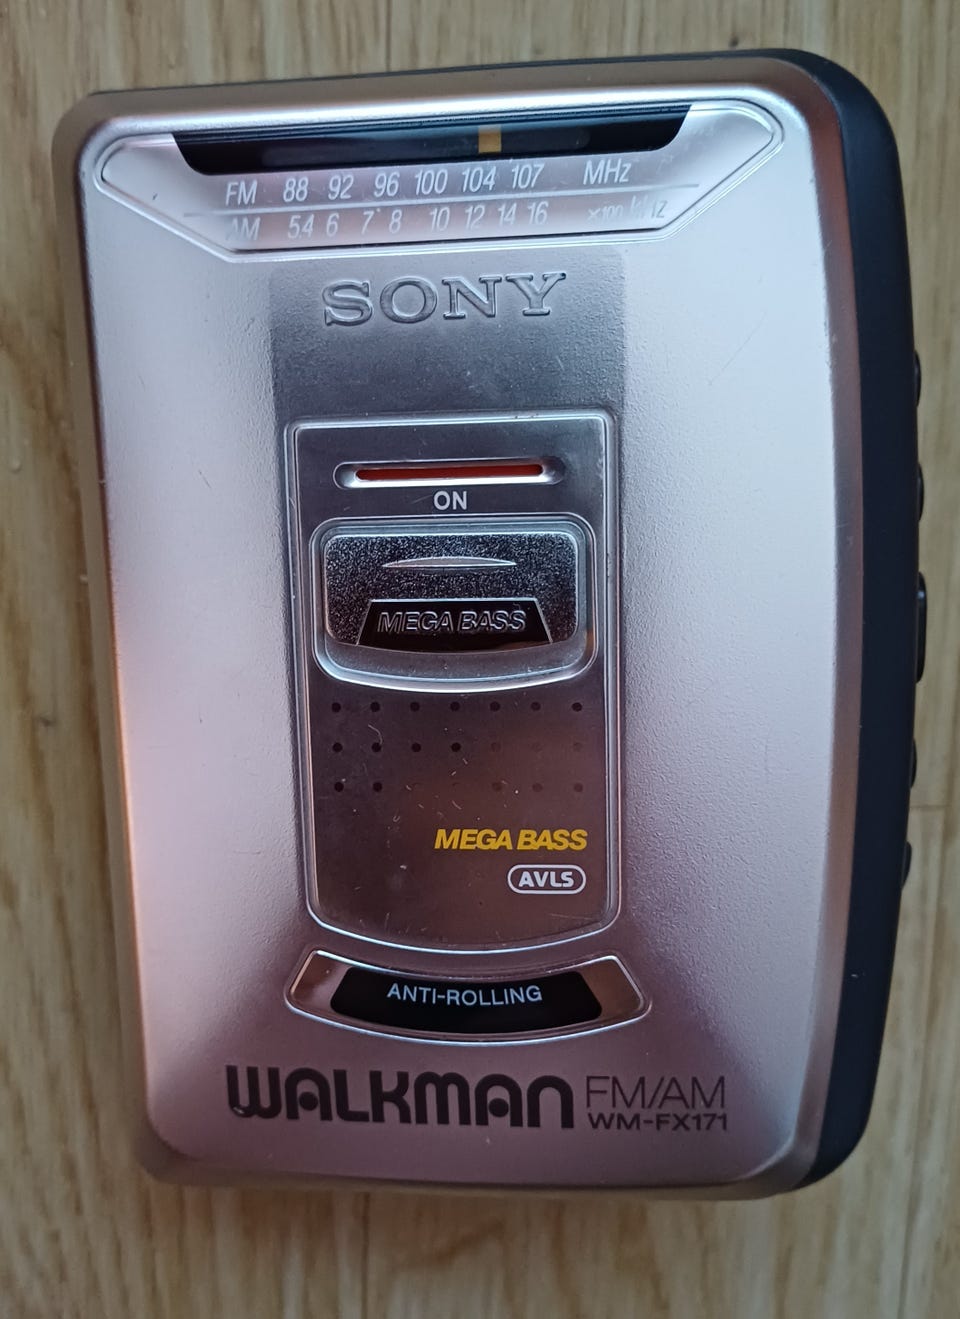 FM 88 92 96 100 104 107 MHz
AM 54 6 7 8 10 12 14 16 ×100 kHz
SONY
ON
MEGA BASS
MEGA BASS
AVLS
ANTI-ROLLING
WALKMAN FM/AM
WM-FX171